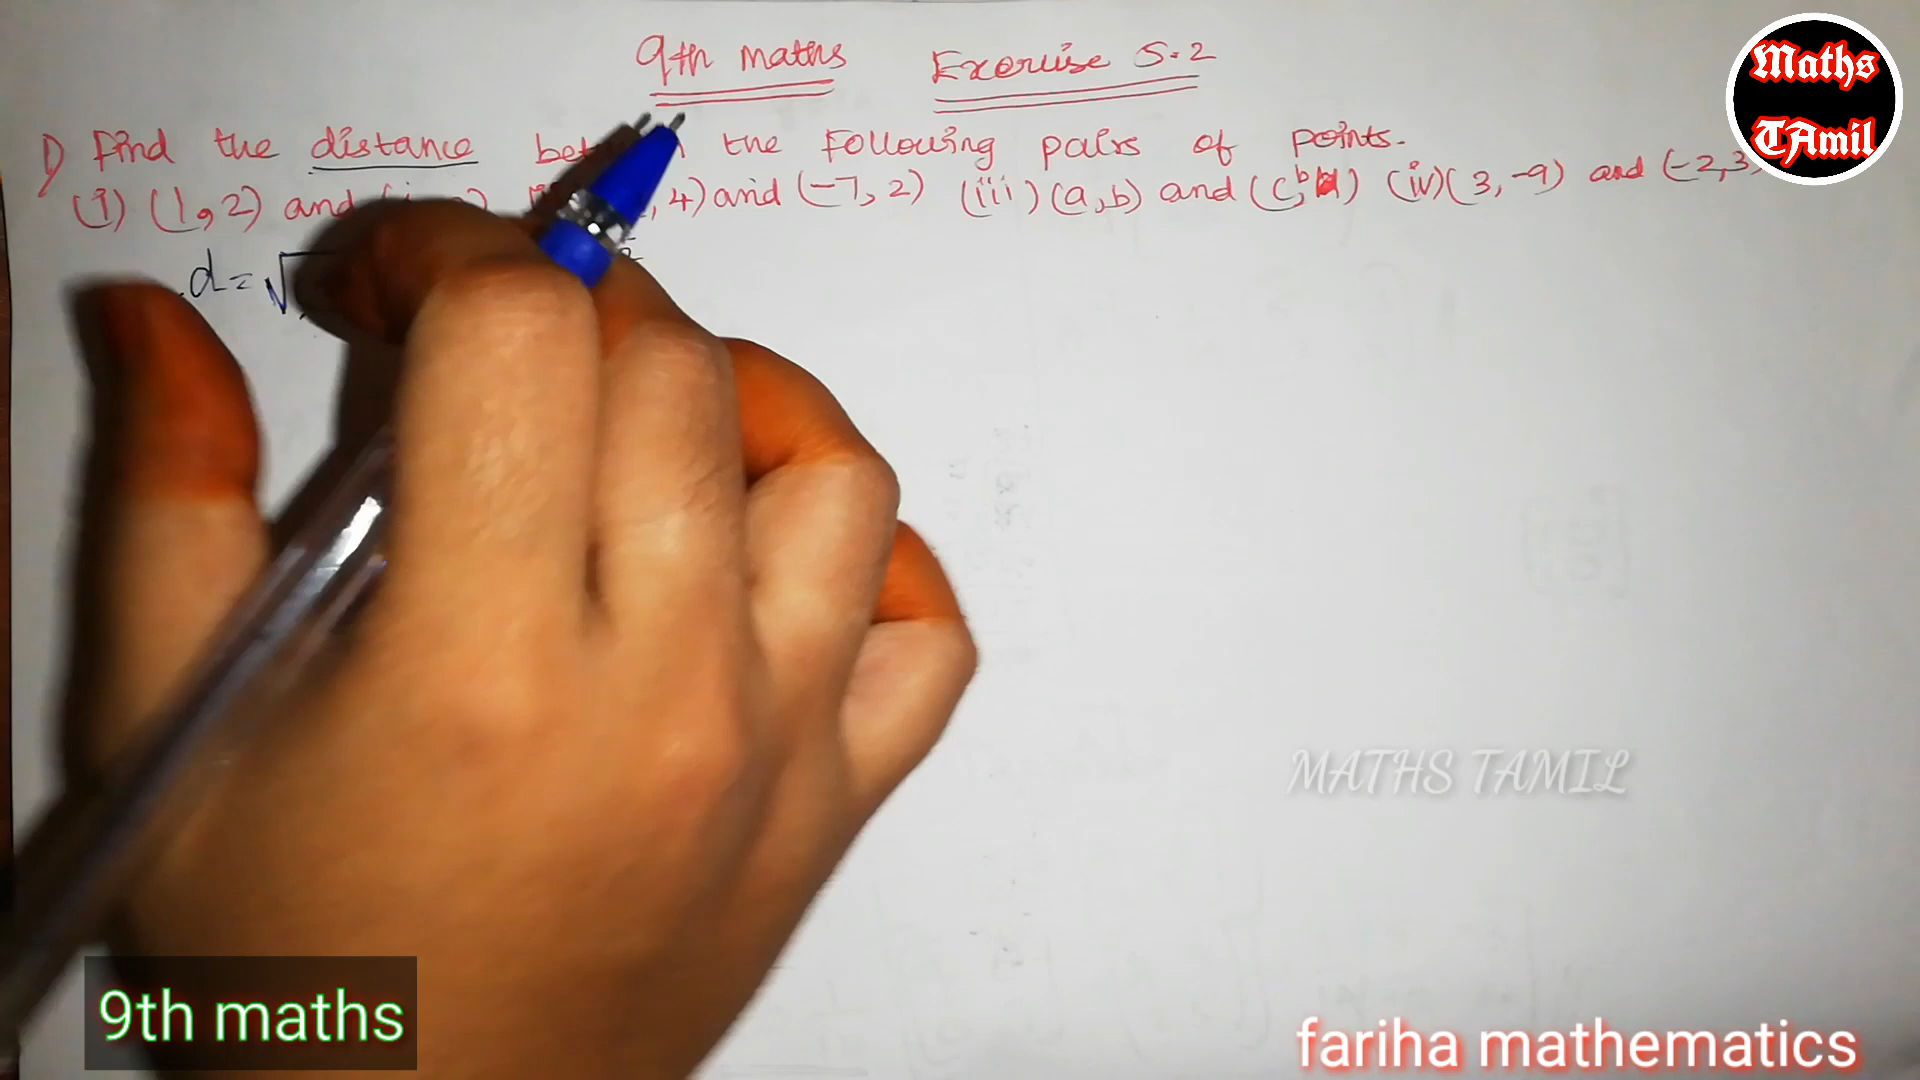 9th maths Exercise 5.2
1) Find the distance the following pairs of points.
(i) (1, 2) and , 4) and (-7, 2) (iii) (a, b) and (c, b) (iv) (3, -9) and (-2, 3
d = √
Maths
TAmil
MATHS TAMIL
9th maths
fariha mathematics